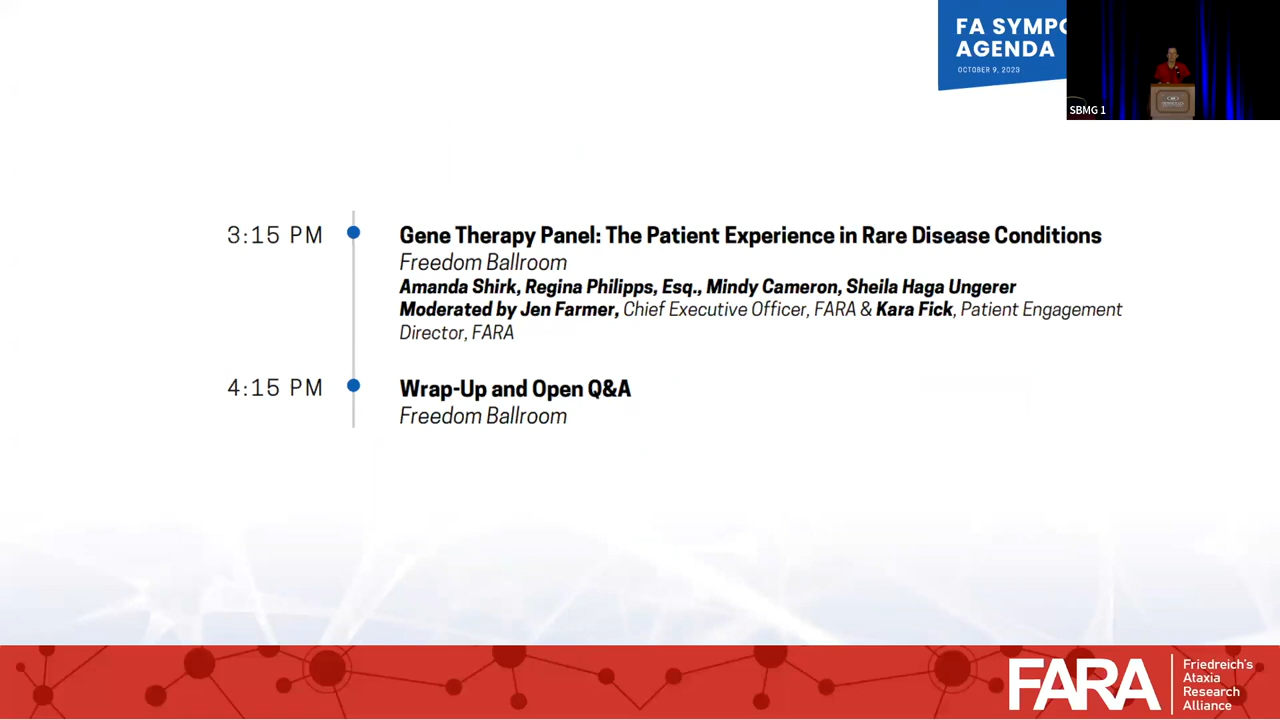 FA SYMPO
AGENDA
OCTOBER 9, 2023
SBMG 1
3:15 PM
Gene Therapy Panel: The Patient Experience in Rare Disease Conditions
Freedom Ballroom
Amanda Shirk, Regina Philipps, Esq., Mindy Cameron, Sheila Haga Ungerer
Moderated by Jen Farmer, Chief Executive Officer, FARA & Kara Fick, Patient Engagement
Director, FARA
4:15 PM
Wrap-Up and Open Q&A
Freedom Ballroom
FARA
Friedreich's
Ataxia
Research
Alliance